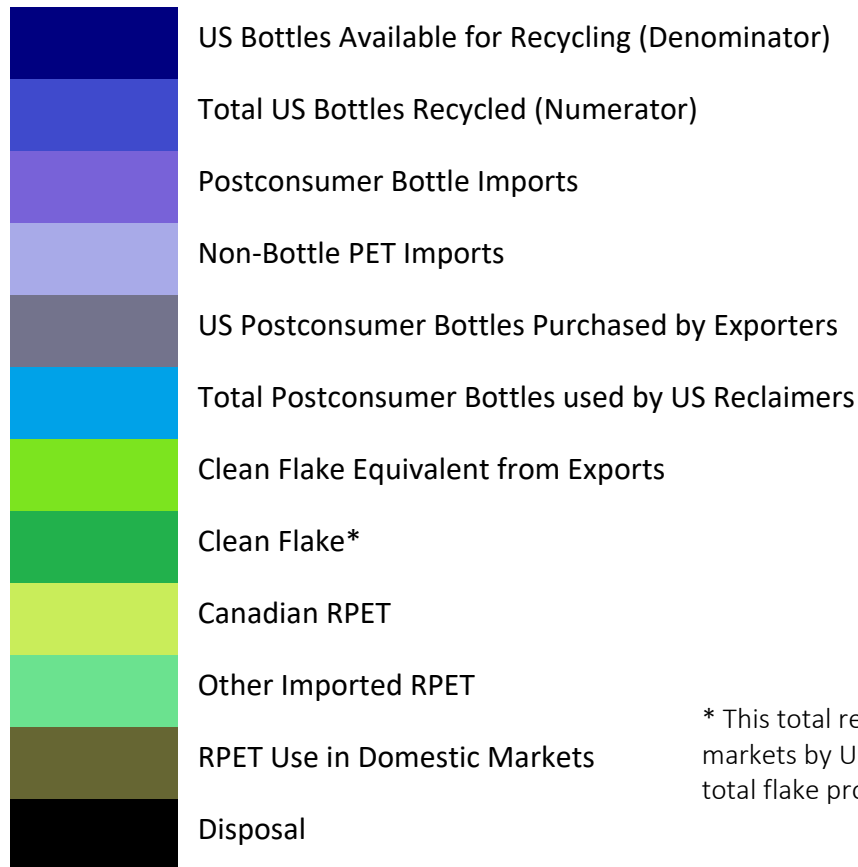 US Bottles Available for Recycling (Denominator)
Total US Bottles Recycled (Numerator)
Postconsumer Bottle Imports
Non-Bottle PET Imports
US Postconsumer Bottles Purchased by Exporters
Total Postconsumer Bottles used by US Reclaimers
Clean Flake Equivalent from Exports
Clean Flake*
Canadian RPET
Other Imported RPET
RPET Use in Domestic Markets
Disposal
* This total re
markets by U
total flake pro